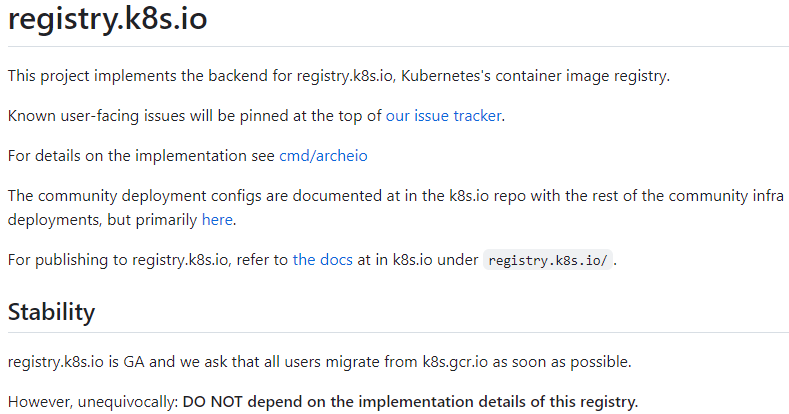 registry.k8s.io
This project implements the backend for registry.k8s.io, Kubernetes's container image registry.
Known user-facing issues will be pinned at the top of our issue tracker.
For details on the implementation see cmd/archeio
The community deployment configs are documented at in the k8s.io repo with the rest of the community infra
deployments, but primarily here.
For publishing to registry.k8s.io, refer to the docs at in k8s.io under registry.k8s.io/ .
Stability
registry.k8s.io is GA and we ask that all users migrate from k8s.gcr.io as soon as possible.
However, unequivocally: DO NOT depend on the implementation details of this registry.